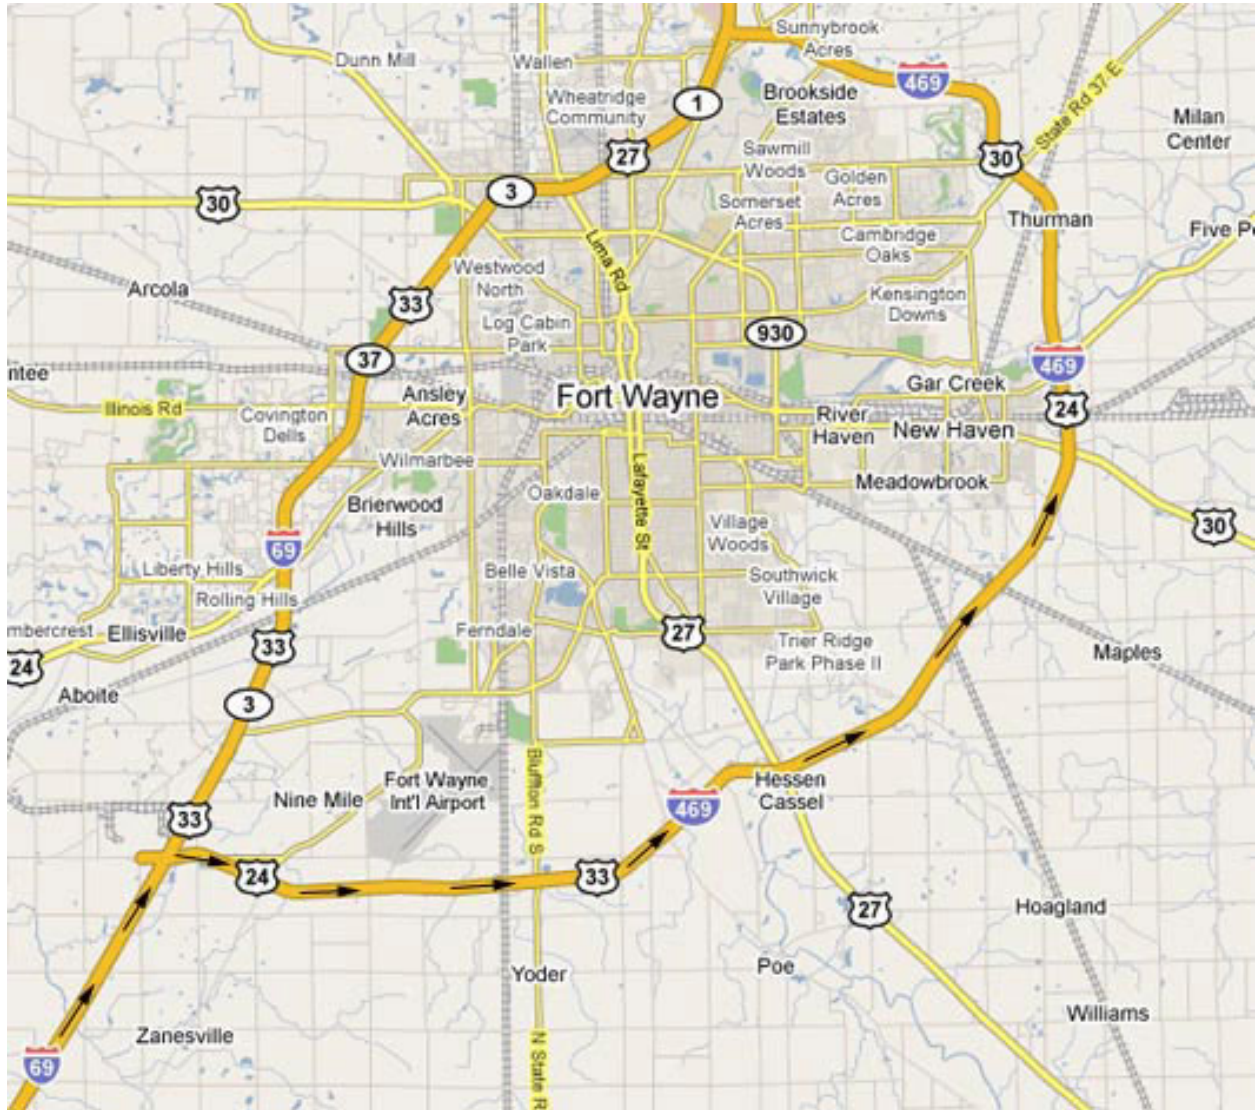 Sunnybrook
Acres
Dunn Mill
Wallen
469
Wheatridge
Community
1
Brookside
Estates
State Rd 37 E
Milan
Center
27
Sawmill
Woods
30
3
30
Golden
Acres
Somerset
Acres
Thurman
Lima Rd
Cambridge
Oaks
Five P
Westwood
North
Arcola
33
Kensington
Downs
Log Cabin
Park
930
37
469
ntee
Gar Creek
Ansley
Acres
Fort Wayne
24
Illinois Rd
Covington
Dells
River
Haven
New Haven
Wilmarbee
Lafayette St
Meadowbrook
Oakdale
Brierwood
Hills
Village
Woods
30
69
Liberty Hills
Belle Vista
Southwick
Village
Rolling Hills
mbercrest
Ellisville
Ferndale
27
33
Trier Ridge
Park Phase II
24
Maples
Aboite
3
Bluffton Rd S
Fort Wayne
Int'l Airport
Hessen
Cassel
Nine Mile
469
33
24
33
27
Hoagland
Yoder
Poe
Williams
Zanesville
N State R
69